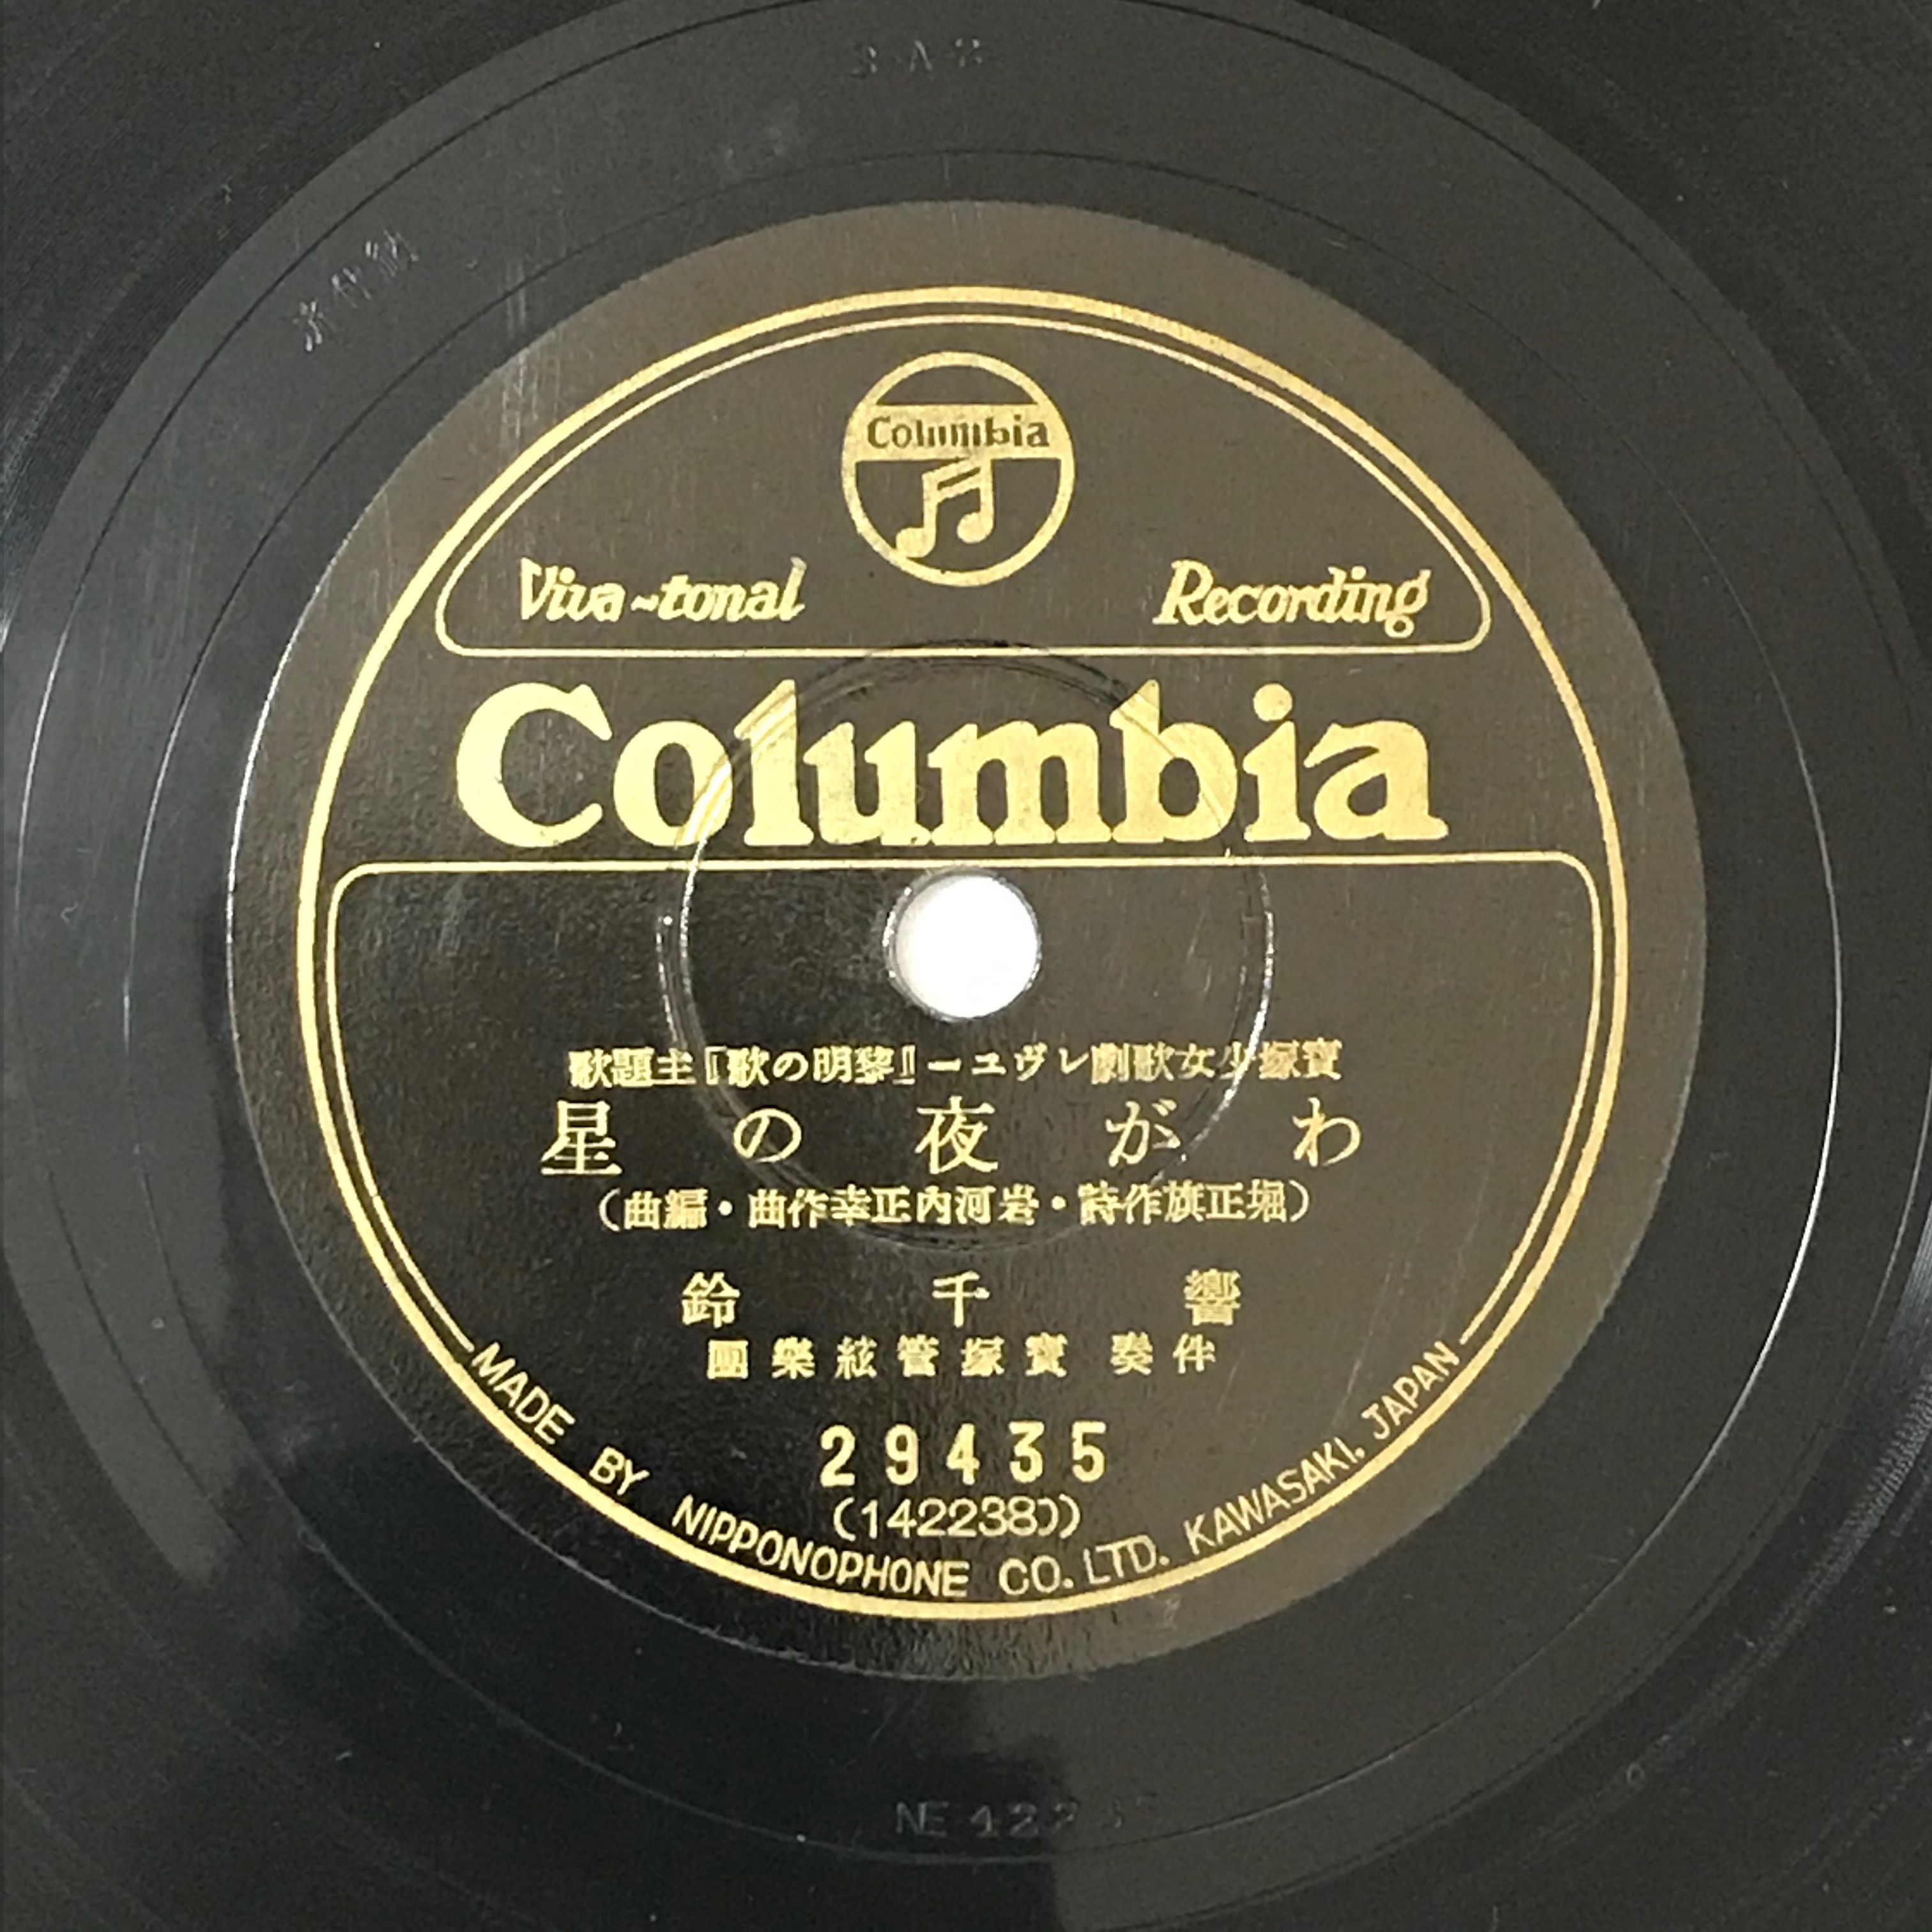 Columbia
Viva-tonal Recording
Columbia
寶塚少女歌劇レヴユー『黎明の歌』主題歌
わが夜の星
(堀正旗作詩・岩河内正幸作曲・編曲)
響千鈴
伴奏 寶塚管絃樂團
29435
(142238))
MADE BY NIPPONOPHONE CO. LTD. KAWASAKI. JAPAN